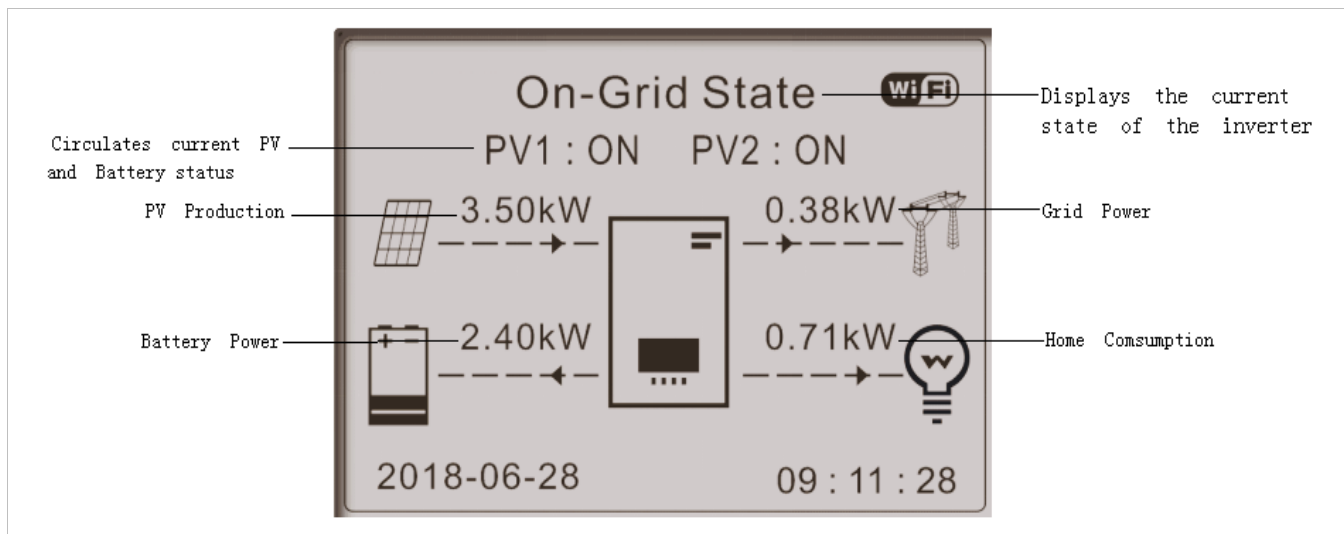 On-Grid State
WiFi
Displays the current
state of the inverter
Circulates current PV
and Battery status
PV1 : ON PV2 : ON
PV Production
3.50kW
0.38kW
Grid Power
Battery Power
+ -
2.40kW
0.71kW
Home Comsumption
2018-06-28
09 : 11 : 28